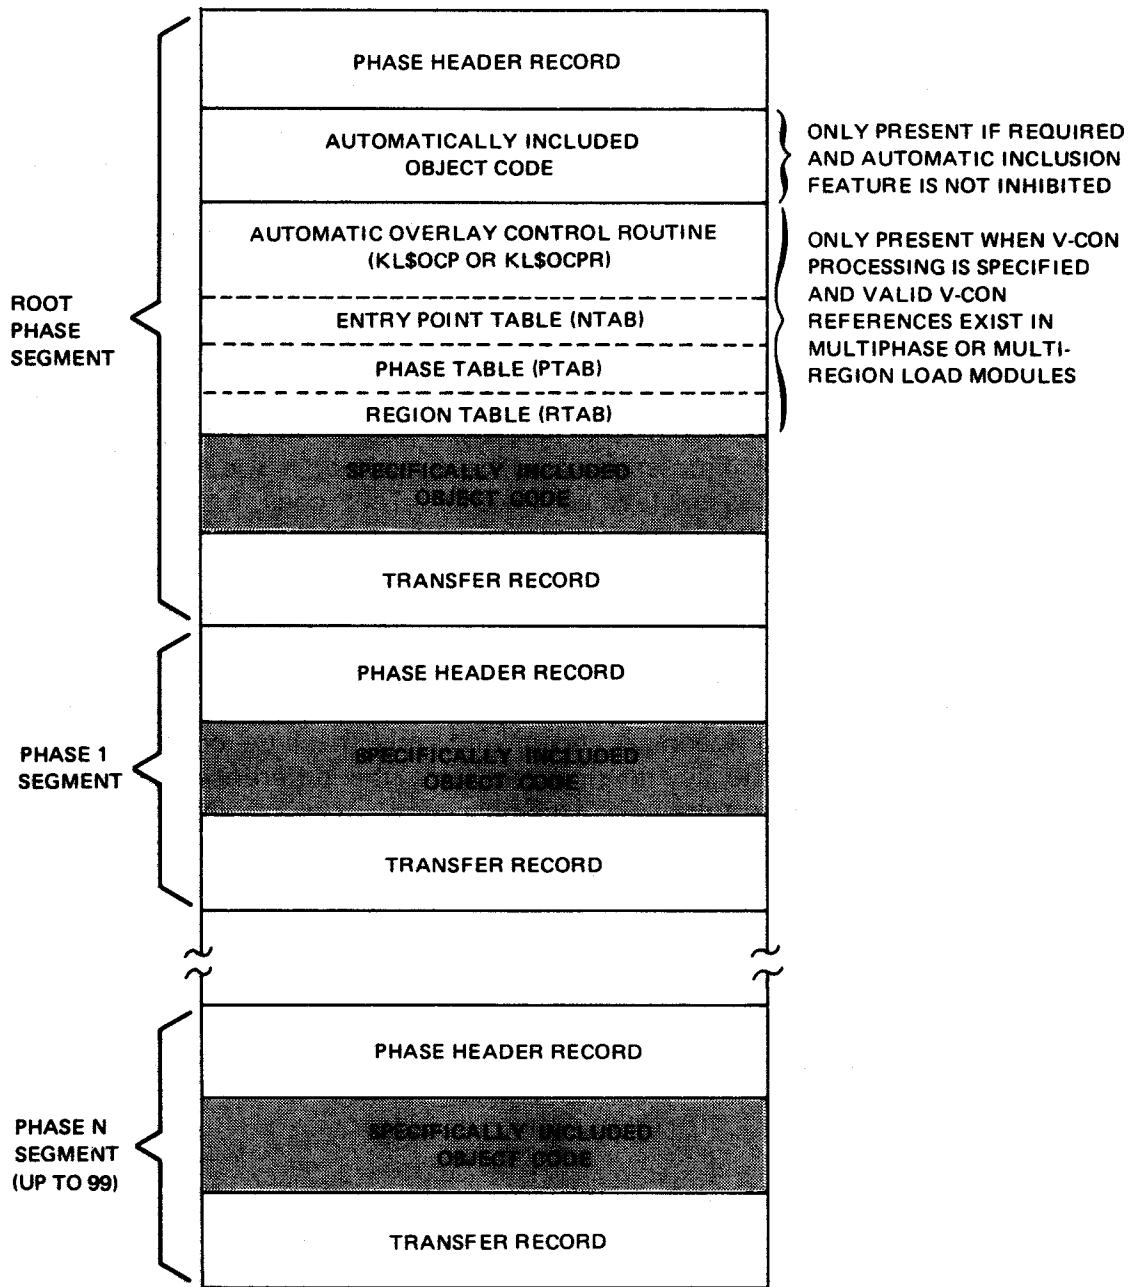 PHASE HEADER RECORD
AUTOMATICALLY INCLUDED
OBJECT CODE
ONLY PRESENT IF REQUIRED
AND AUTOMATIC INCLUSION
FEATURE IS NOT INHIBITED
AUTOMATIC OVERLAY CONTROL ROUTINE
(KL$OCP OR KL$OCPR)
ENTRY POINT TABLE (NTAB)
PHASE TABLE (PTAB)
REGION TABLE (RTAB)
ONLY PRESENT WHEN V-CON
PROCESSING IS SPECIFIED
AND VALID V-CON
REFERENCES EXIST IN
MULTIPHASE OR MULTI-
REGION LOAD MODULES
ROOT
PHASE
SEGMENT
SPECIFICALLY INCLUDED
OBJECT CODE
TRANSFER RECORD
PHASE HEADER RECORD
PHASE 1
SEGMENT
SPECIFICALLY INCLUDED
OBJECT CODE
TRANSFER RECORD
PHASE HEADER RECORD
PHASE N
SEGMENT
(UP TO 99)
SPECIFICALLY INCLUDED
OBJECT CODE
TRANSFER RECORD